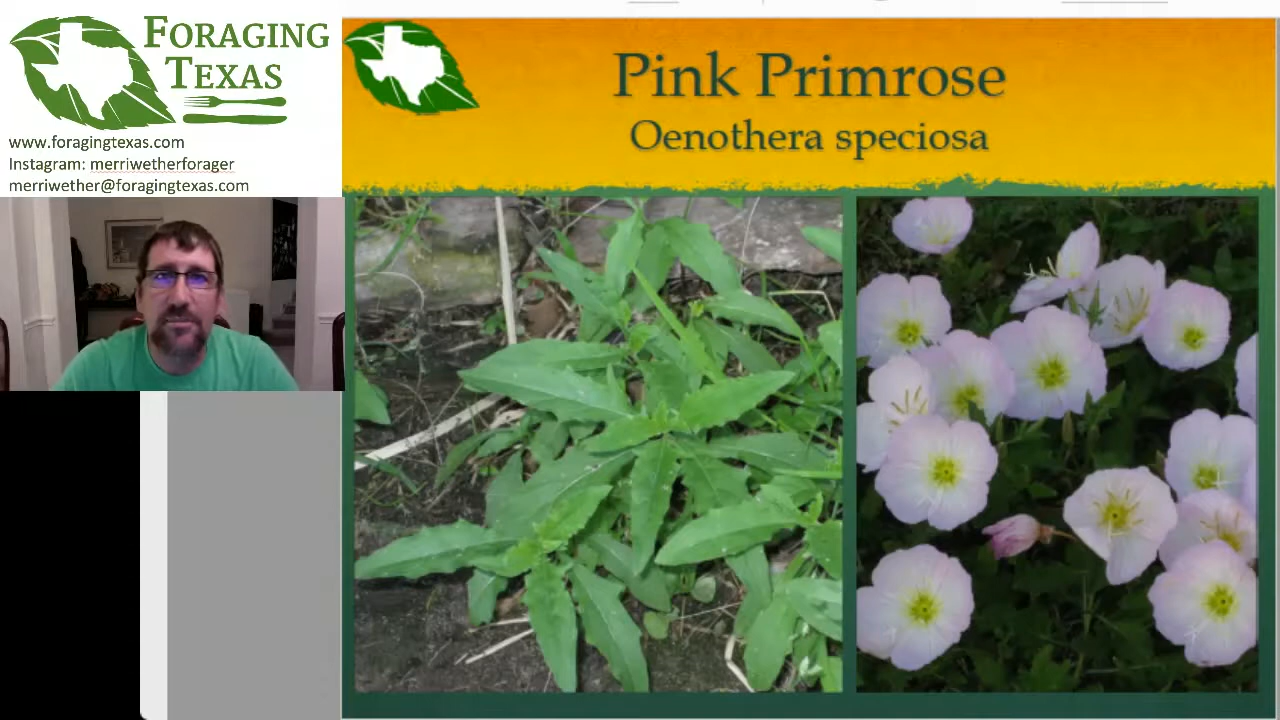 FORAGING
TEXAS
www.foragingtexas.com
Instagram: merriwetherforager
merriwether@foragingtexas.com
Pink Primrose
Oenothera speciosa